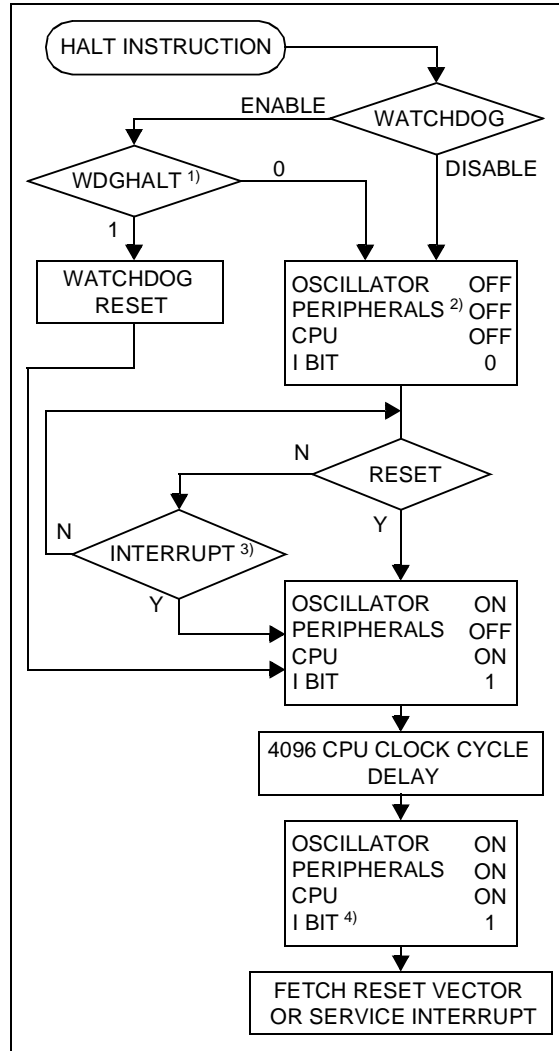 HALT INSTRUCTION
ENABLE
WATCHDOG
WDGHALT 1)
0
DISABLE
1
WATCHDOG
RESET
OSCILLATOR OFF
PERIPHERALS 2) OFF
CPU OFF
I BIT 0
N
RESET
N
INTERRUPT 3)
Y
Y
OSCILLATOR ON
PERIPHERALS OFF
CPU ON
I BIT 1
4096 CPU CLOCK CYCLE
DELAY
OSCILLATOR ON
PERIPHERALS ON
CPU ON
I BIT 4) 1
FETCH RESET VECTOR
OR SERVICE INTERRUPT